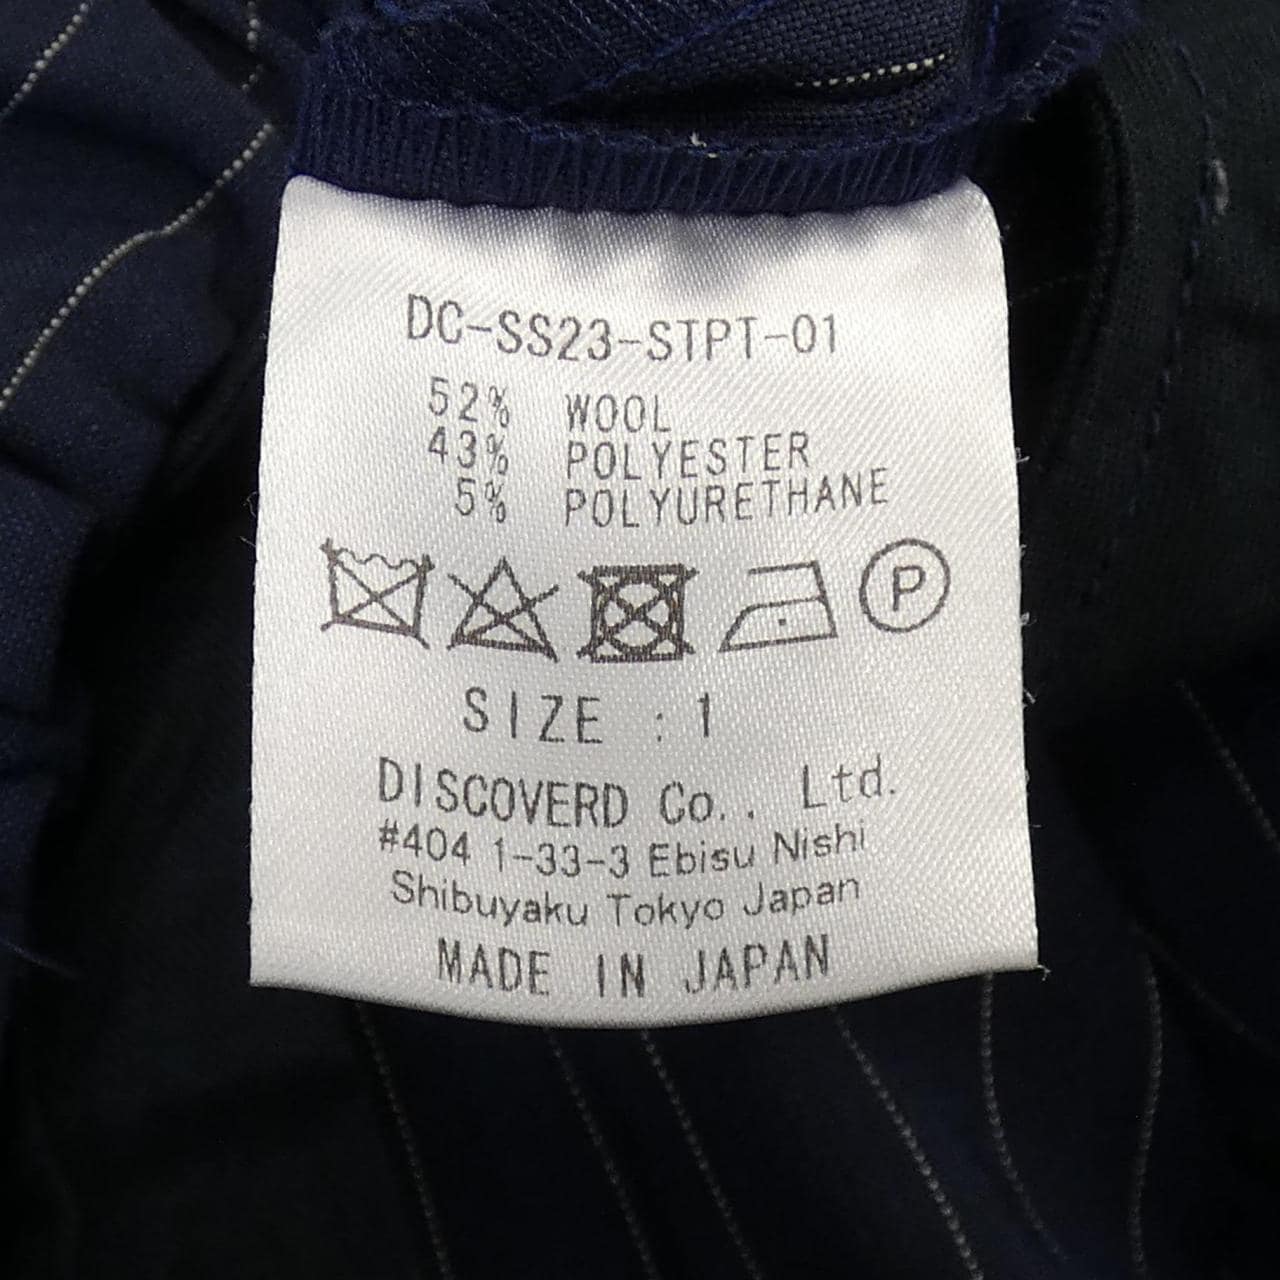 DC-SS23-STPT-01
52% WOOL
43% POLYESTER
5% POLYURETHANE
P
SIZE : 1
DISCOVERD Co.. Ltd.
#404 1-33-3 Ebisu Nishi
Shibuyaku Tokyo Japan
MADE IN JAPAN